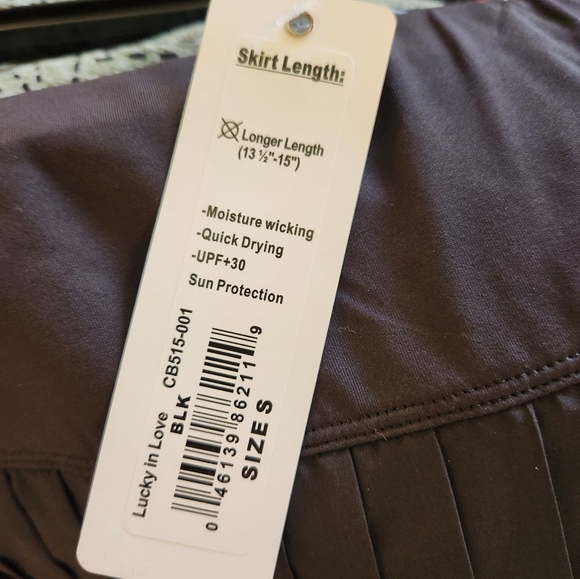 Skirt Length:
Longer Length
(13 ½"-15")
-Moisture wicking
-Quick Drying
-UPF+30
Sun Protection
Lucky in Love CB515-001
BLK
0 46139 86211 9
SIZE S